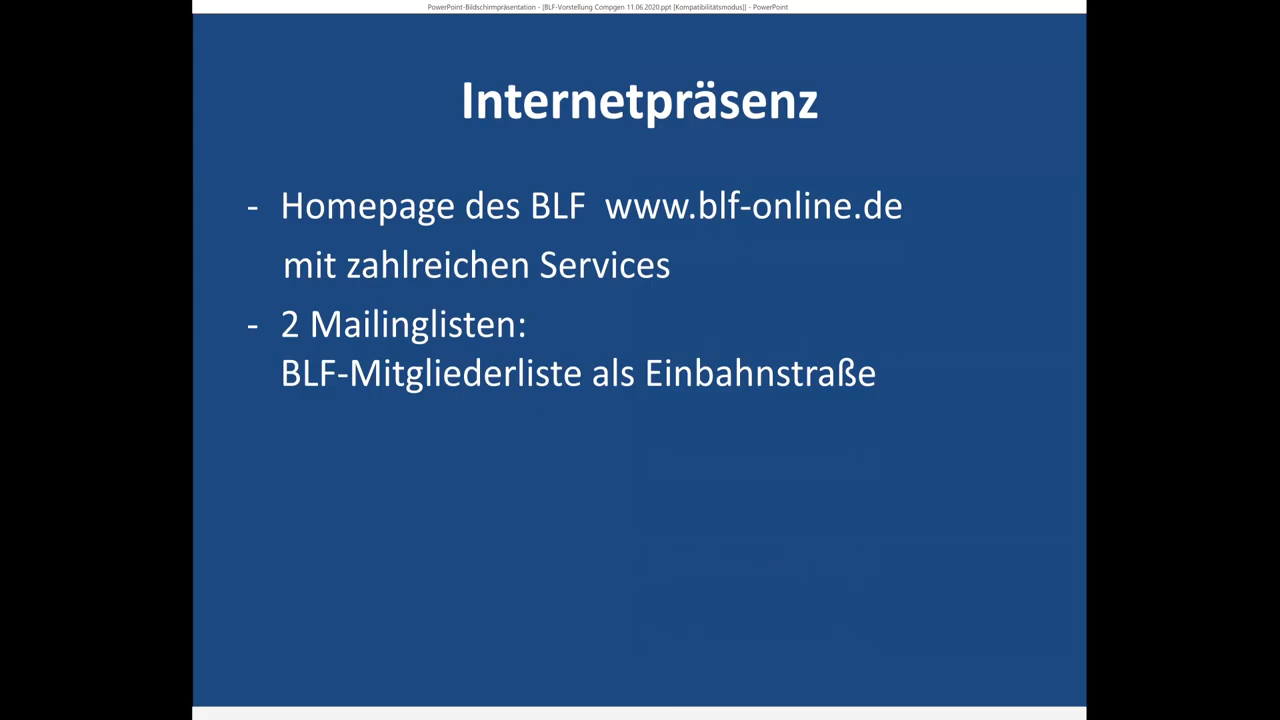 PowerPoint-Bildschirmpräsentation - [BLF-Vorstellung Compgen 11.06.2020.ppt [Kompatibilitätsmodus]] - PowerPoint
Internetpräsenz
- Homepage des BLF www.blf-online.de
mit zahlreichen Services
- 2 Mailinglisten:
BLF-Mitgliederliste als Einbahnstraße